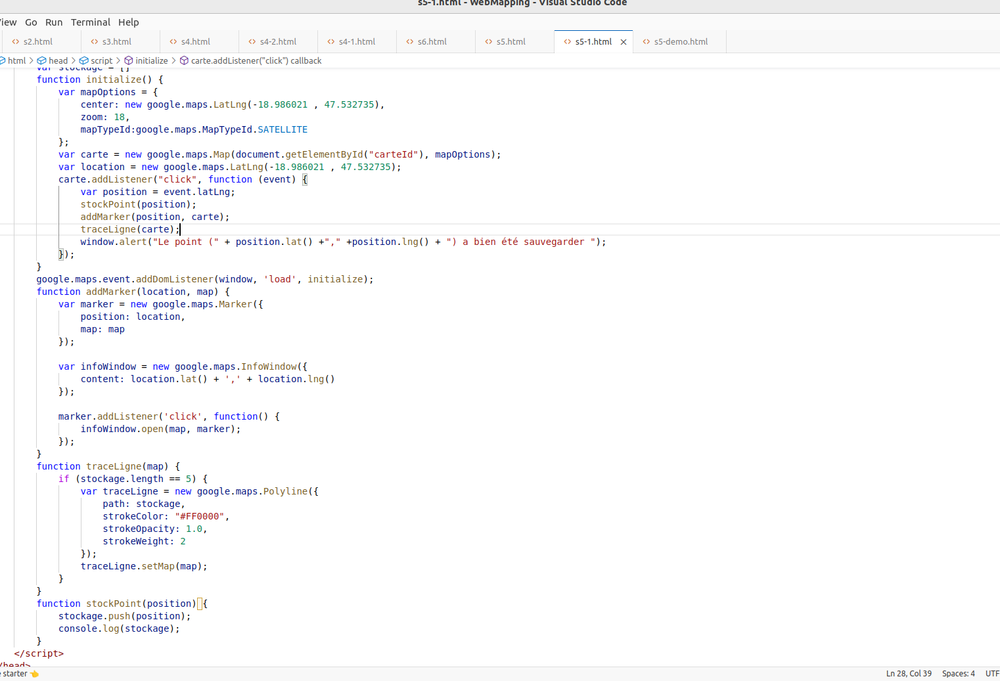 s5-1.html - WebMapping - Visual Studio Code
View Go Run Terminal Help
s2.html s3.html s4.html s4-2.html s4-1.html s6.html s5.html s5-1.html s5-demo.html
html > head > script > initialize > carte.addListener("click") callback
var stockage = []
function initialize() {
var mapOptions = {
center: new google.maps.LatLng(-18.986021 , 47.532735),
zoom: 18,
mapTypeId:google.maps.MapTypeId.SATELLITE
};
var carte = new google.maps.Map(document.getElementById("carteId"), mapOptions);
var location = new google.maps.LatLng(-18.986021 , 47.532735);
carte.addListener("click", function (event) {
var position = event.latLng;
stockPoint(position);
addMarker(position, carte);
traceLigne(carte);
window.alert("Le point (" + position.lat() +"," +position.lng() + ") a bien été sauvegarder ");
});
}
google.maps.event.addDomListener(window, 'load', initialize);
function addMarker(location, map) {
var marker = new google.maps.Marker({
position: location,
map: map
});
var infoWindow = new google.maps.InfoWindow({
content: location.lat() + ',' + location.lng()
});
marker.addListener('click', function() {
infoWindow.open(map, marker);
});
}
function traceLigne(map) {
if (stockage.length == 5) {
var traceLigne = new google.maps.Polyline({
path: stockage,
strokeColor: "#FF0000",
strokeOpacity: 1.0,
strokeWeight: 2
});
traceLigne.setMap(map);
}
}
function stockPoint(position) {
stockage.push(position);
console.log(stockage);
}
</script>
</head>
starter Ln 28, Col 39 Spaces: 4 UTF